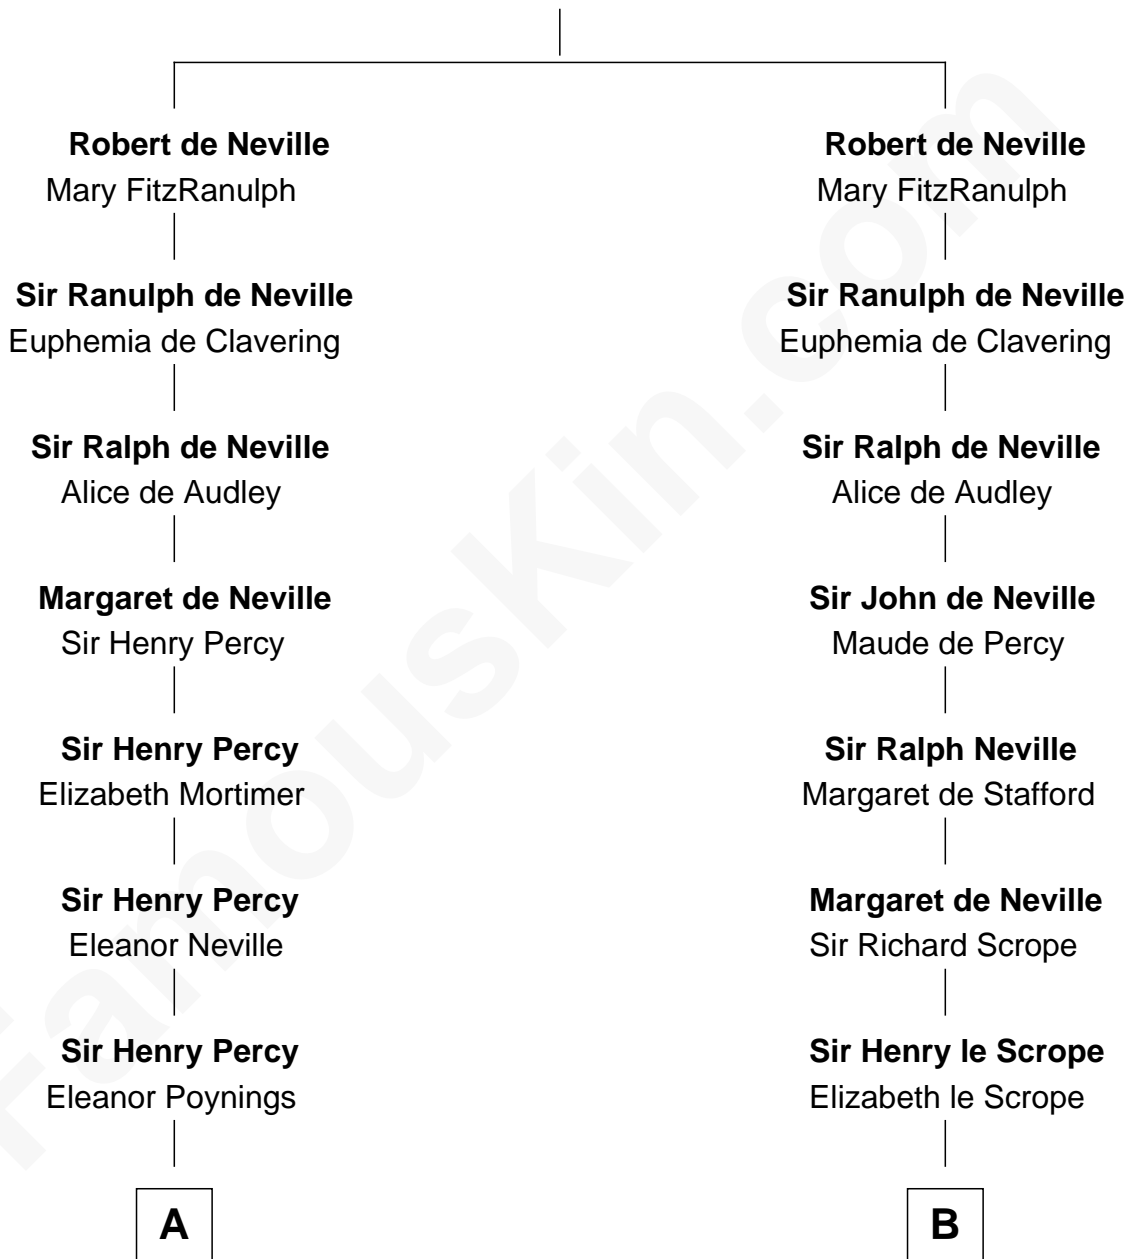 Robert de Neville
Mary FitzRanulph
Sir Ranulph de Neville
Euphemia de Clavering
Sir Ralph de Neville
Alice de Audley
Margaret de Neville
Sir Henry Percy
Sir Henry Percy
Elizabeth Mortimer
Sir Henry Percy
Eleanor Neville
Sir Henry Percy
Eleanor Poynings
A
Robert de Neville
Mary FitzRanulph
Sir Ranulph de Neville
Euphemia de Clavering
Sir Ralph de Neville
Alice de Audley
Sir John de Neville
Maude de Percy
Sir Ralph Neville
Margaret de Stafford
Margaret de Neville
Sir Richard Scrope
Sir Henry le Scrope
Elizabeth le Scrope
B
FamousKin.com